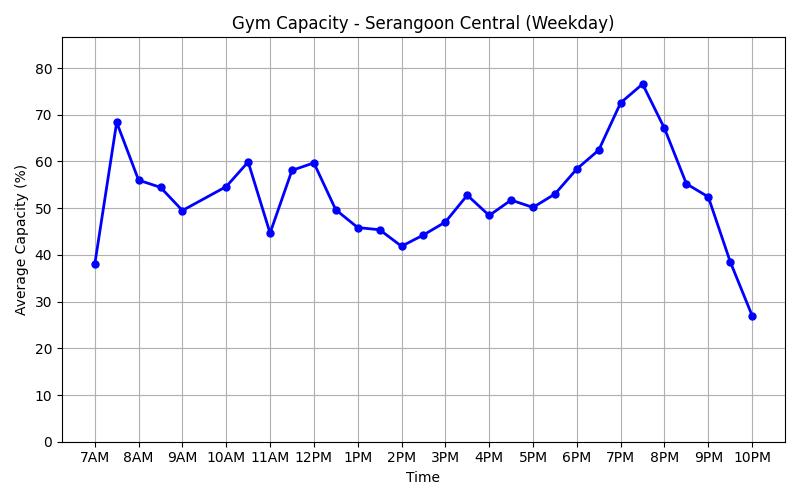 Gym Capacity - Serangoon Central (Weekday)
Average Capacity (%)
80
70
60
50
40
30
20
10
0
7AM 8AM 9AM 10AM 11AM 12PM 1PM 2PM 3PM 4PM 5PM 6PM 7PM 8PM 9PM 10PM
Time